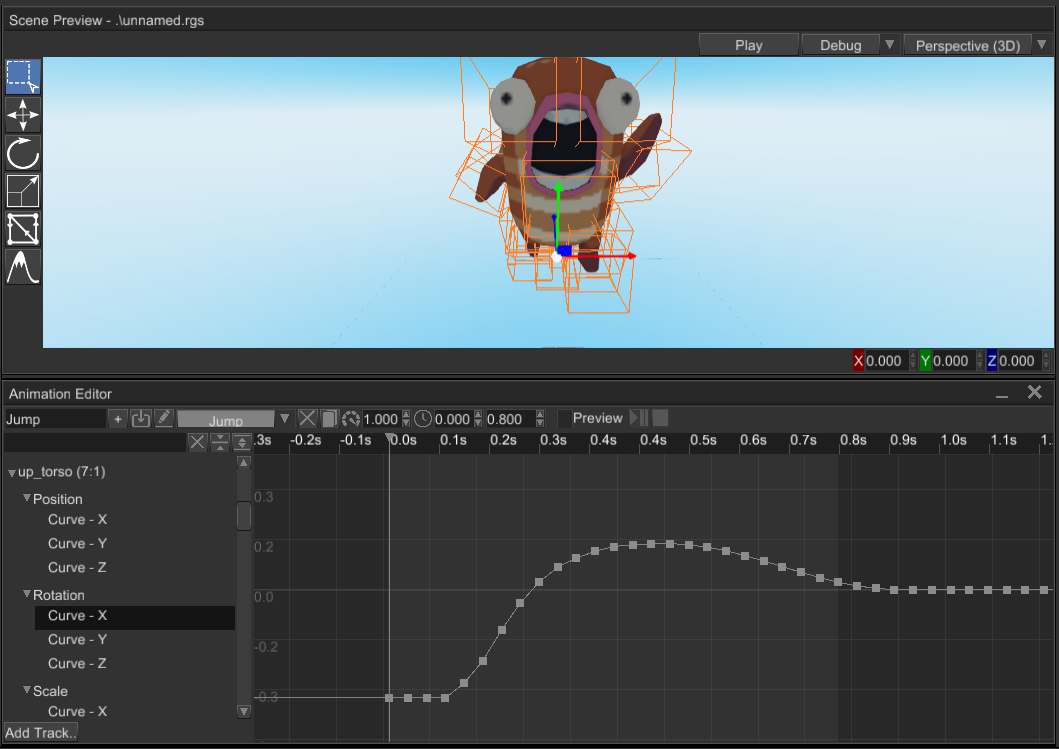 Scene Preview - .\unnamed.rgs
Play Debug Perspective (3D)
X 0.000 Y 0.000 Z 0.000
Animation Editor
Jump + Jump 1.000 0.000 0.800 Preview
.3s -0.2s -0.1s 0.0s 0.1s 0.2s 0.3s 0.4s 0.4s 0.5s 0.6s 0.7s 0.8s 0.9s 1.0s 1.1s 1..
up_torso (7:1)
Position
Curve - X
Curve - Y
Curve - Z
Rotation
Curve - X
Curve - Y
Curve - Z
Scale
Curve - X
Add Track..
0.3
0.2
0.0
-0.2
-0.3